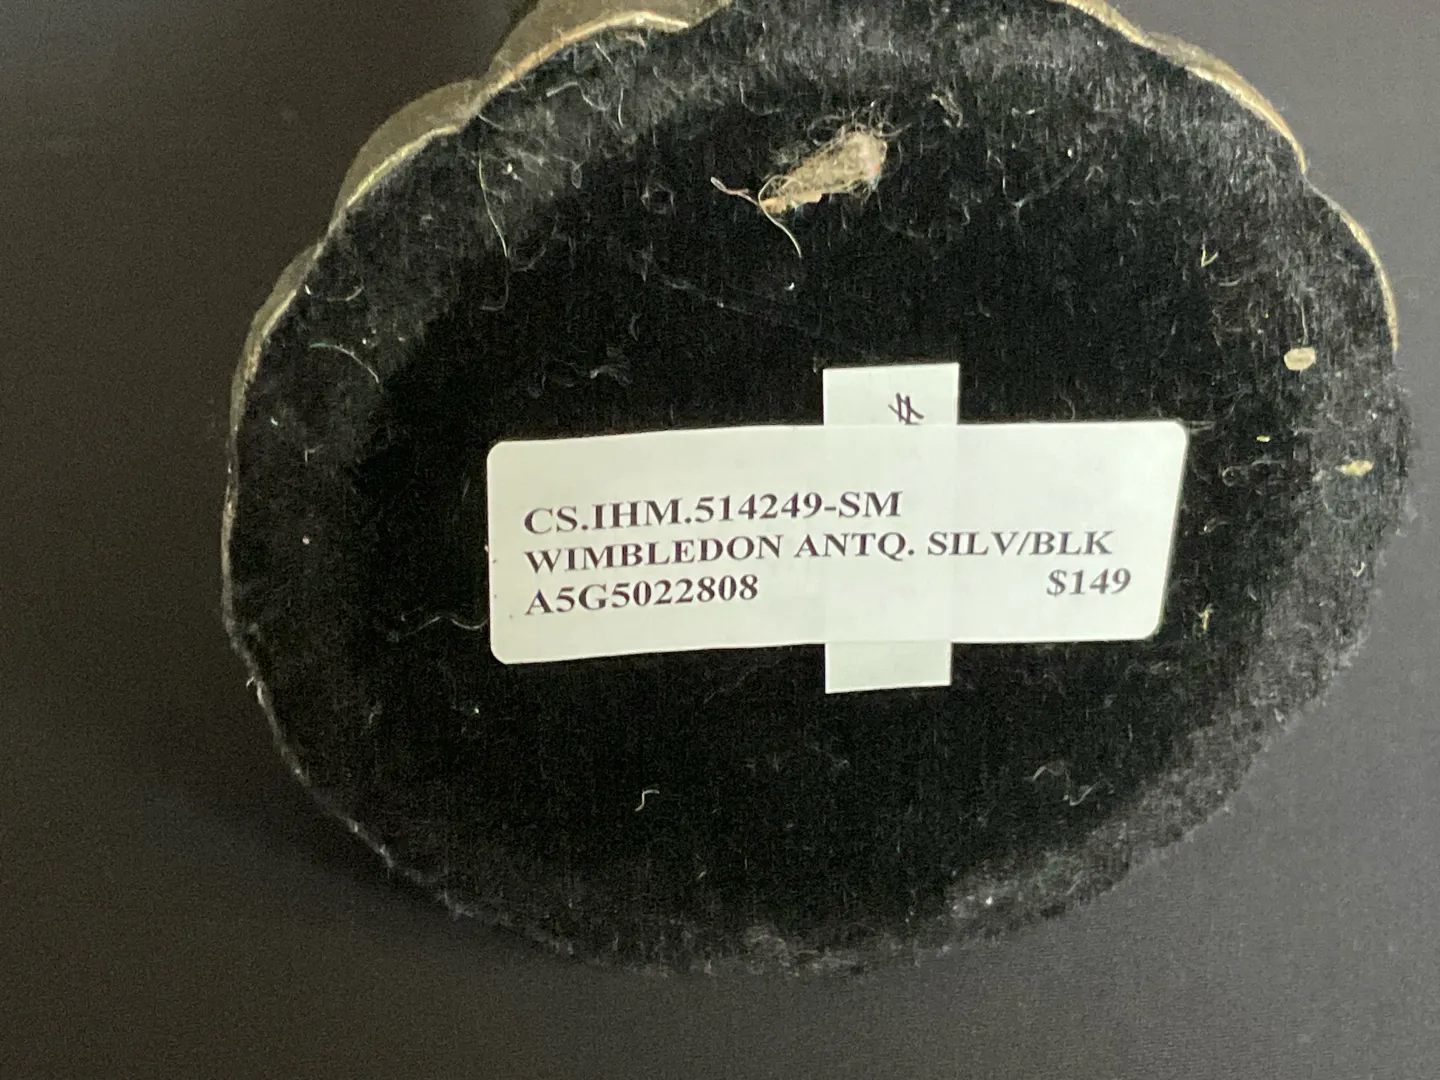 CS.IHM.514249-SM
WIMBLEDON ANTQ. SILV/BLK
A5G5022808 $149